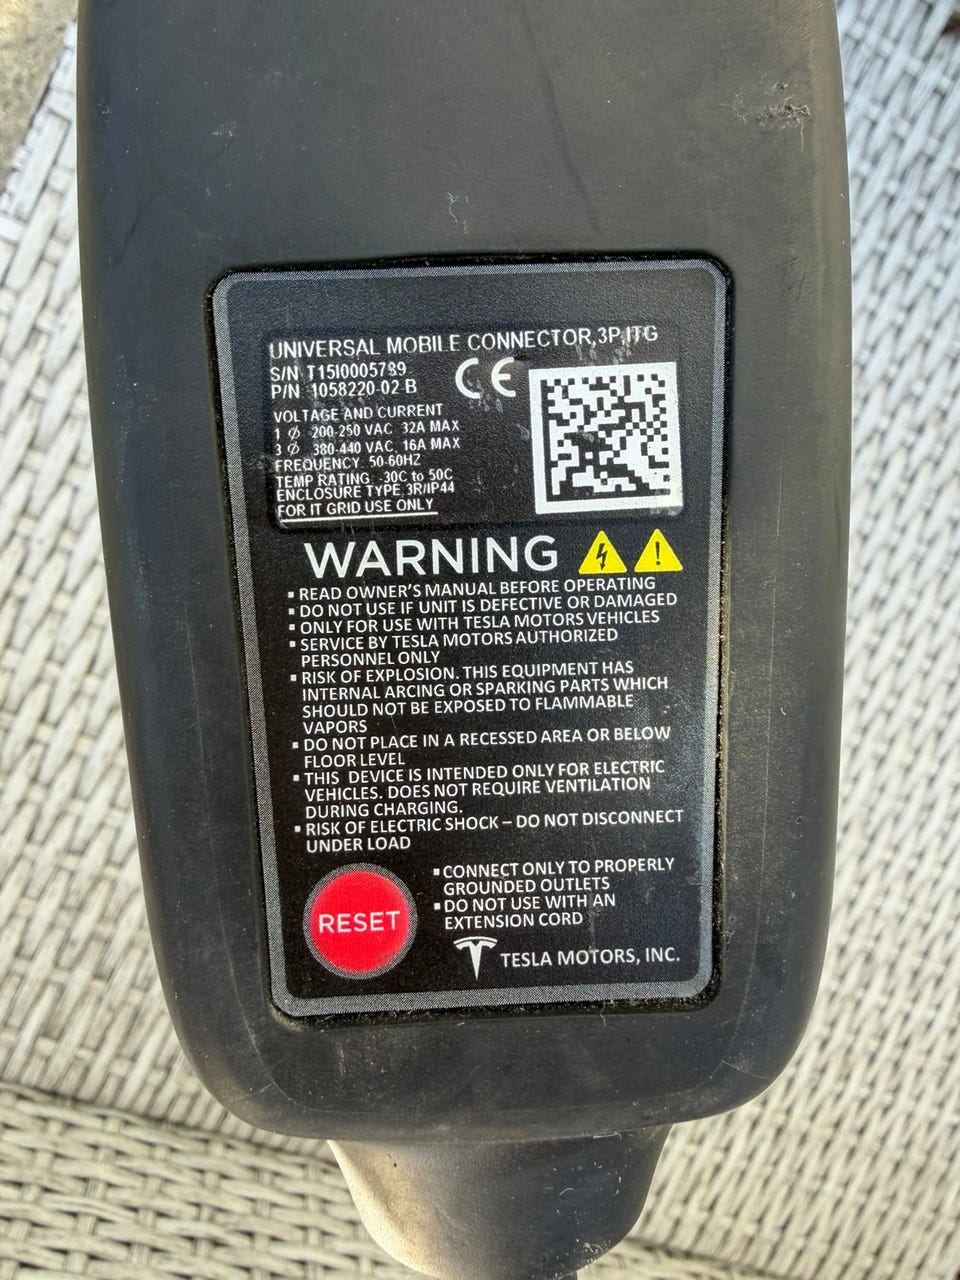 UNIVERSAL MOBILE CONNECTOR,3P,ITG
S/N T15I0005789
P/N 1058220-02 B
CE
VOLTAGE AND CURRENT
1 Ø 200-250 VAC 32A MAX
3 Ø 380-440 VAC, 16A MAX
FREQUENCY 50-60HZ
TEMP RATING -30C to 50C
ENCLOSURE TYPE 3R/IP44
FOR IT GRID USE ONLY
WARNING
▪ READ OWNER'S MANUAL BEFORE OPERATING
▪ DO NOT USE IF UNIT IS DEFECTIVE OR DAMAGED
▪ ONLY FOR USE WITH TESLA MOTORS VEHICLES
▪ SERVICE BY TESLA MOTORS AUTHORIZED
PERSONNEL ONLY
▪ RISK OF EXPLOSION. THIS EQUIPMENT HAS
INTERNAL ARCING OR SPARKING PARTS WHICH
SHOULD NOT BE EXPOSED TO FLAMMABLE
VAPORS
▪ DO NOT PLACE IN A RECESSED AREA OR BELOW
FLOOR LEVEL
▪ THIS DEVICE IS INTENDED ONLY FOR ELECTRIC
VEHICLES. DOES NOT REQUIRE VENTILATION
DURING CHARGING.
▪ RISK OF ELECTRIC SHOCK – DO NOT DISCONNECT
UNDER LOAD
▪ CONNECT ONLY TO PROPERLY
GROUNDED OUTLETS
▪ DO NOT USE WITH AN
EXTENSION CORD
RESET
TESLA MOTORS, INC.